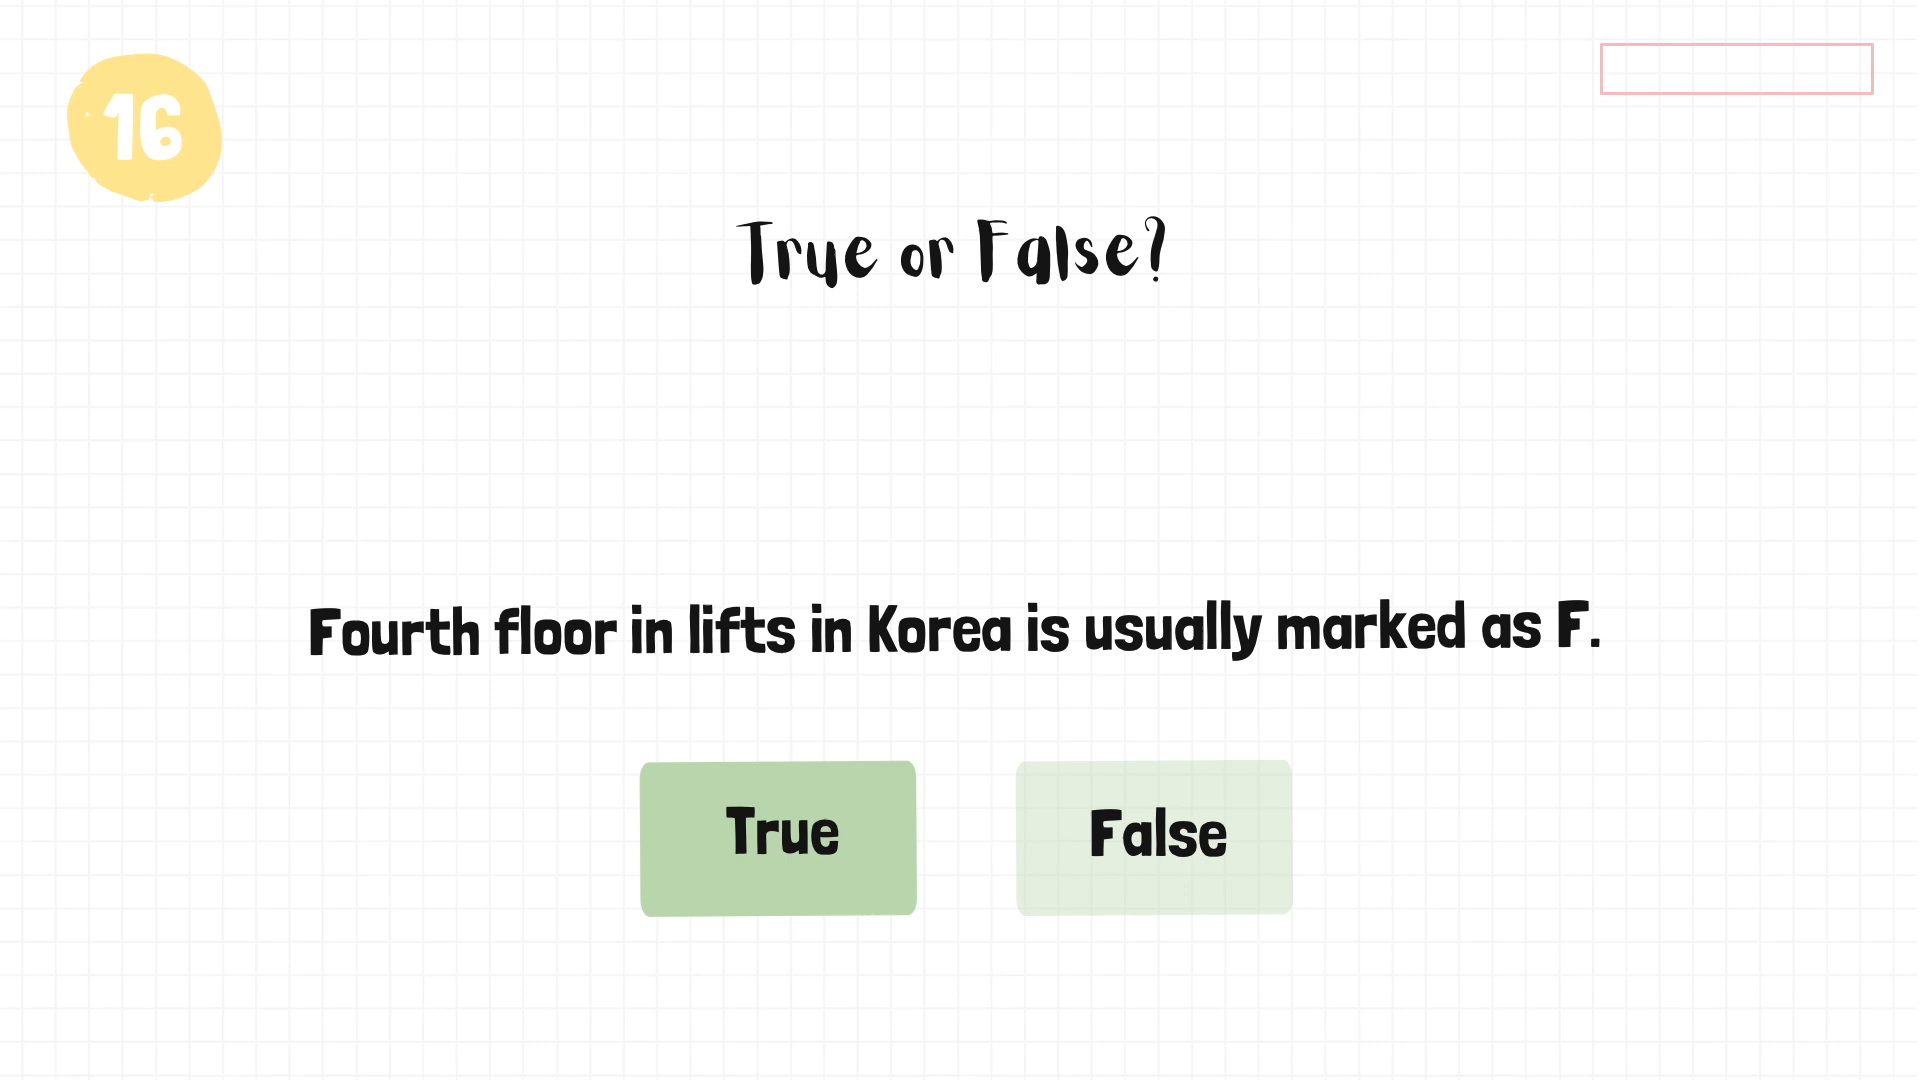 16
True or False?
Fourth floor in lifts in Korea is usually marked as F.
True
False